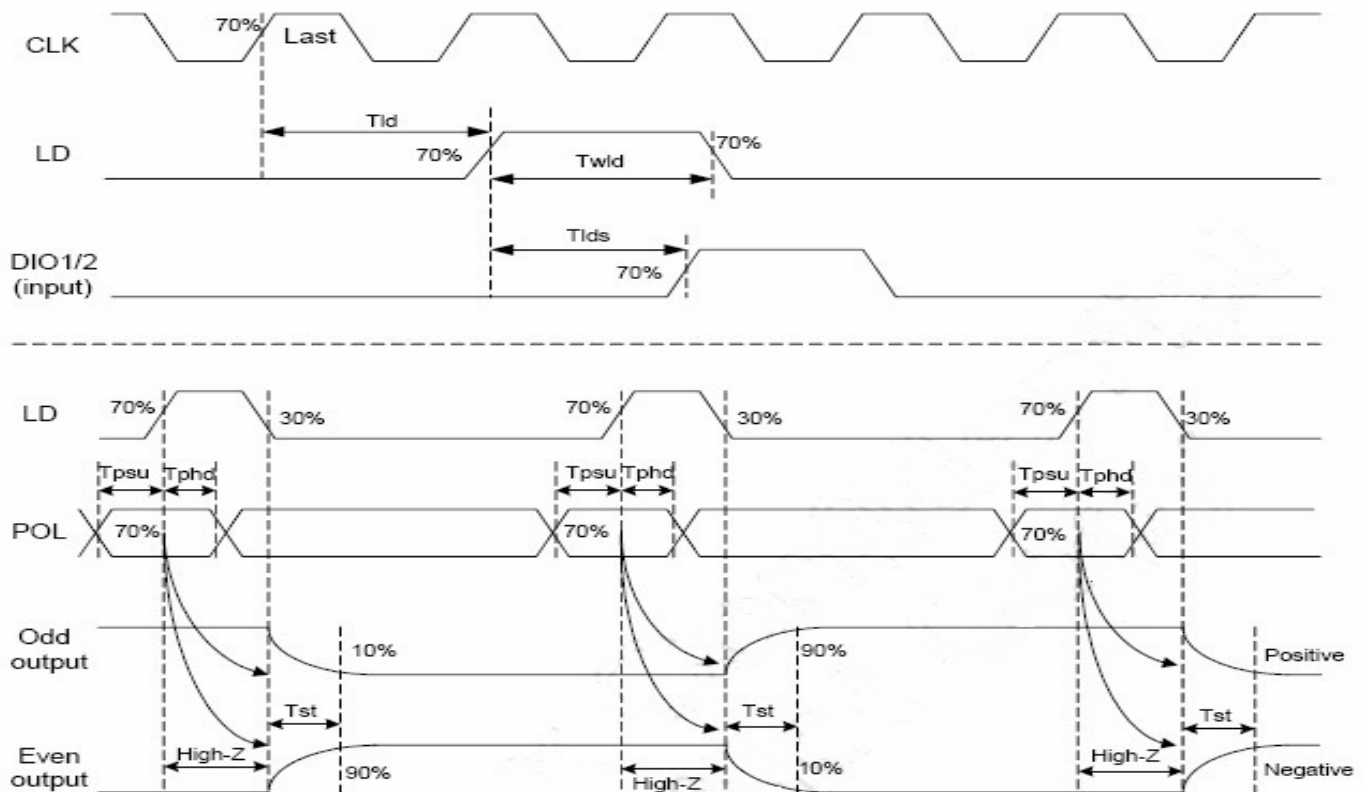 70%
Last
CLK
Tld
LD
70%
70%
Twld
Tlds
DIO1/2
(input)
70%
LD
70%
30%
70%
30%
70%
30%
Tpsu
Tphd
Tpsu
Tphd
Tpsu
Tphd
POL
70%
70%
70%
Odd
output
10%
90%
Positive
Tst
Tst
Tst
Even
output
High-Z
90%
High-Z
10%
High-Z
Negative